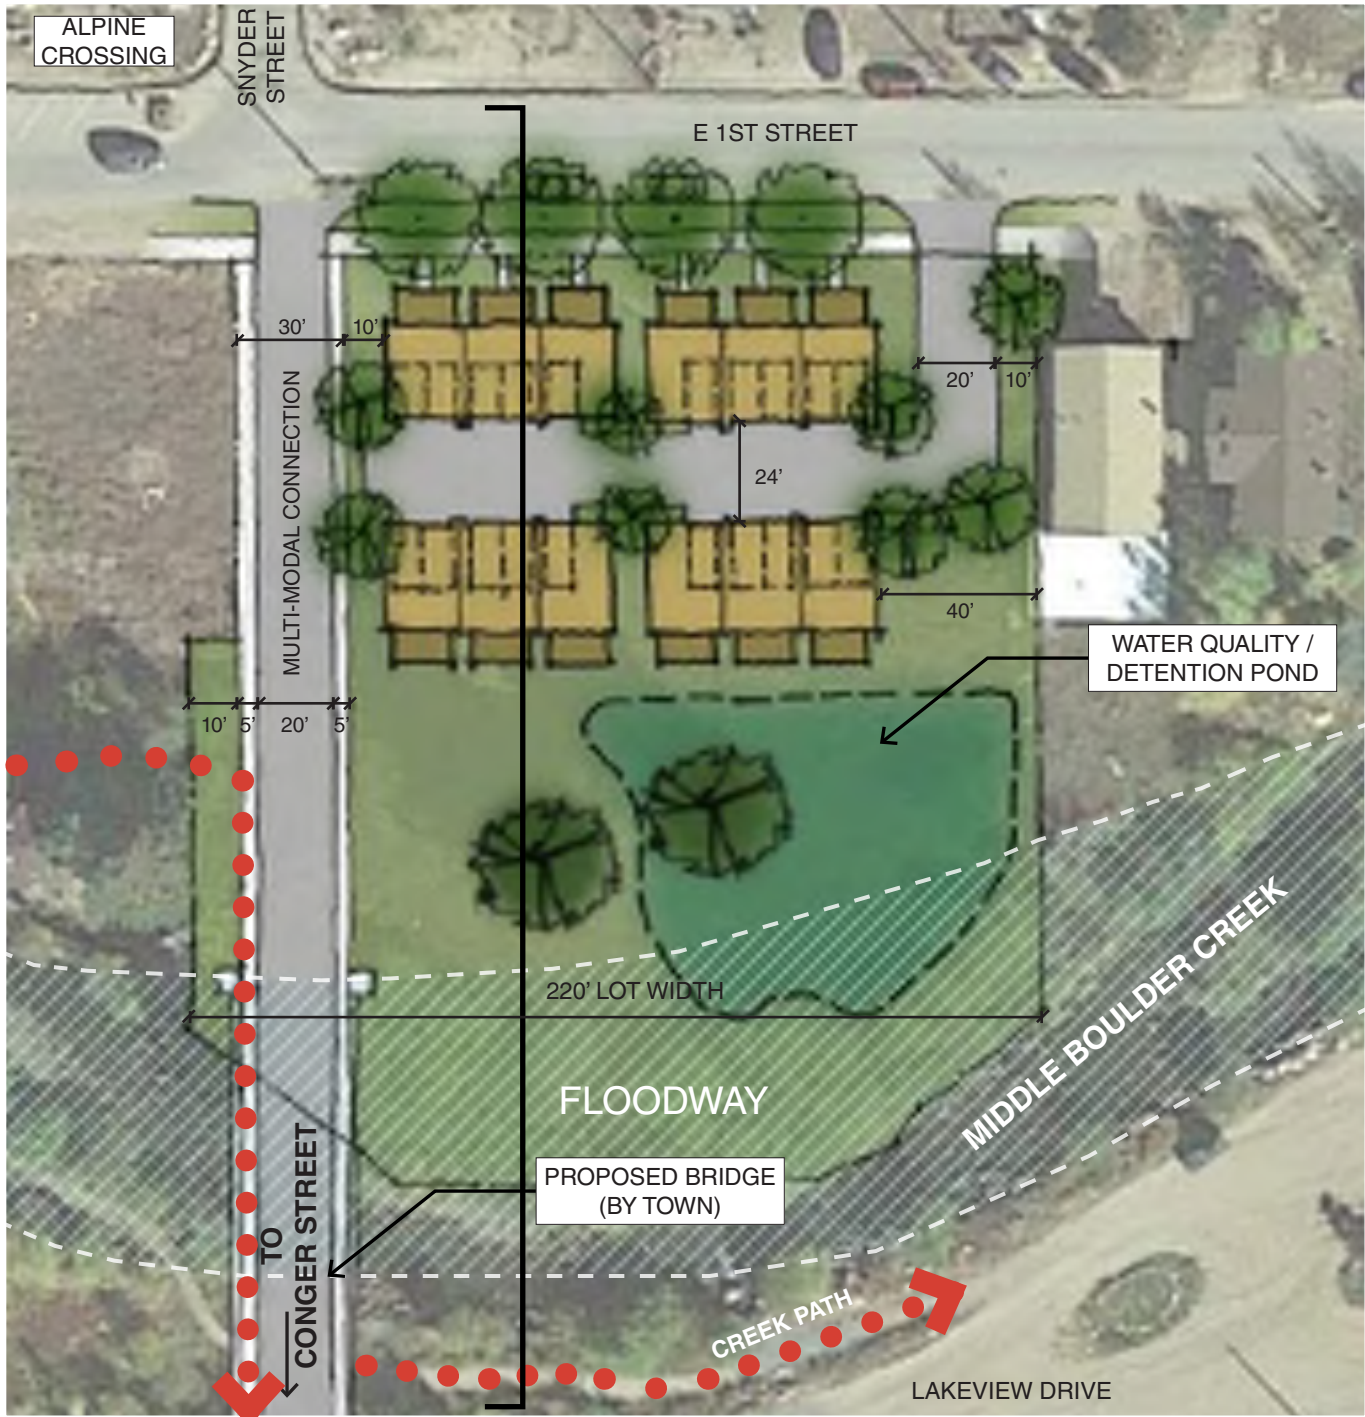 ALPINE
CROSSING
SNYDER
STREET
E 1ST STREET
30'
10'
20'
10'
MULTI-MODAL CONNECTION
24'
40'
WATER QUALITY /
DETENTION POND
10'
5'
20'
5'
220' LOT WIDTH
MIDDLE BOULDER CREEK
FLOODWAY
PROPOSED BRIDGE
(BY TOWN)
TO
CONGER STREET
CREEK PATH
LAKEVIEW DRIVE